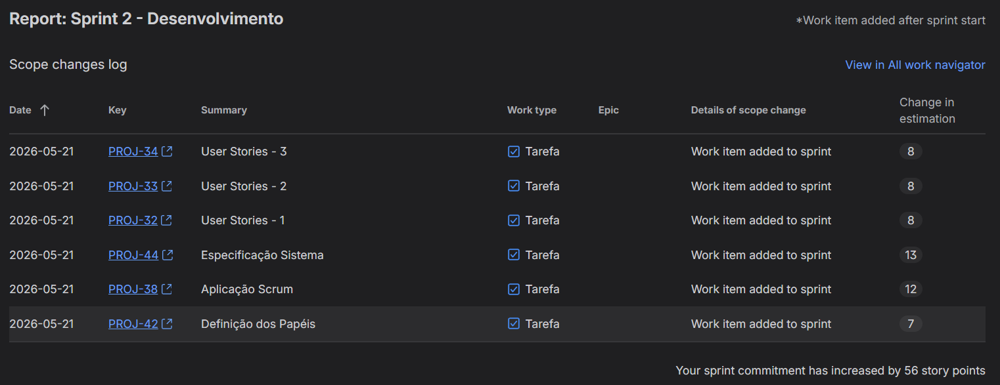 Report: Sprint 2 - Desenvolvimento
*Work item added after sprint start
Scope changes log
View in All work navigator
Date Key Summary Work type Epic Details of scope change Change in estimation
2026-05-21 PROJ-34 User Stories - 3 Tarefa Work item added to sprint 8
2026-05-21 PROJ-33 User Stories - 2 Tarefa Work item added to sprint 8
2026-05-21 PROJ-32 User Stories - 1 Tarefa Work item added to sprint 8
2026-05-21 PROJ-44 Especificação Sistema Tarefa Work item added to sprint 13
2026-05-21 PROJ-38 Aplicação Scrum Tarefa Work item added to sprint 12
2026-05-21 PROJ-42 Definição dos Papéis Tarefa Work item added to sprint 7
Your sprint commitment has increased by 56 story points